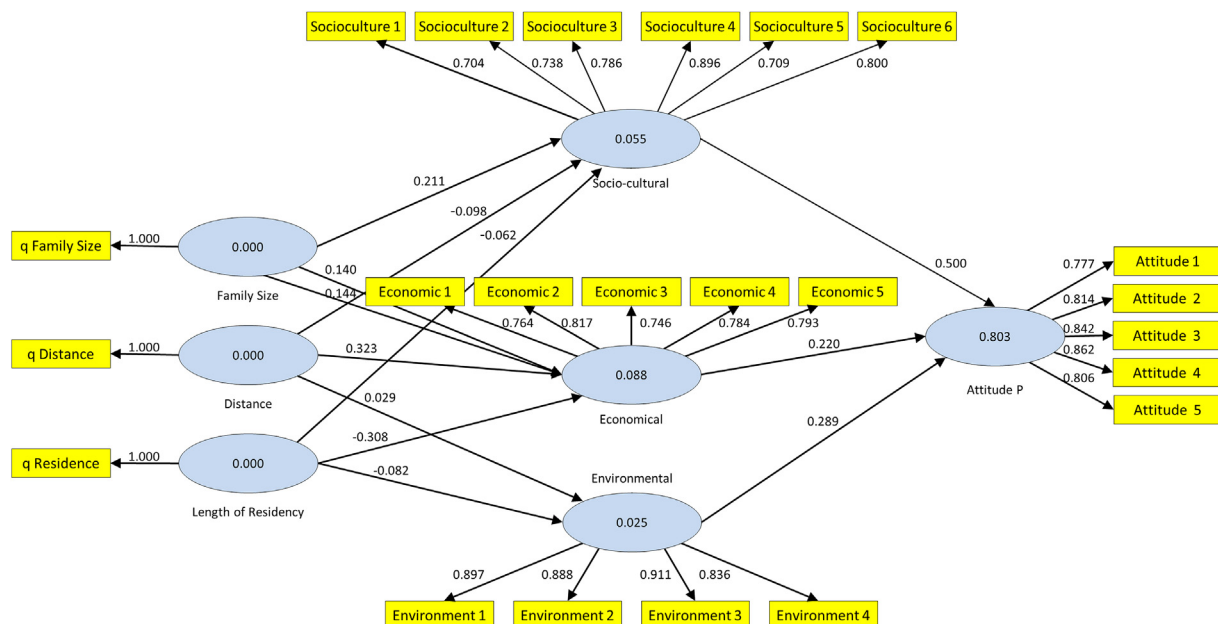 Socioculture 1
Socioculture 2
Socioculture 3
Socioculture 4
Socioculture 5
Socioculture 6
0.704
0.738
0.786
0.896
0.709
0.800
0.055
Socio-cultural
0.211
-0.098
-0.062
q Family Size
1.000
0.000
Family Size
0.140
0.144
Economic 1
Economic 2
Economic 3
Economic 4
Economic 5
0.764
0.817
0.746
0.784
0.793
0.500
q Distance
1.000
0.000
Distance
0.323
0.029
0.088
Economical
0.220
0.803
Attitude P
0.777
0.814
0.842
0.862
0.806
Attitude 1
Attitude 2
Attitude 3
Attitude 4
Attitude 5
q Residence
1.000
0.000
Length of Residency
-0.308
-0.082
Environmental
0.025
0.289
0.897
0.888
0.911
0.836
Environment 1
Environment 2
Environment 3
Environment 4